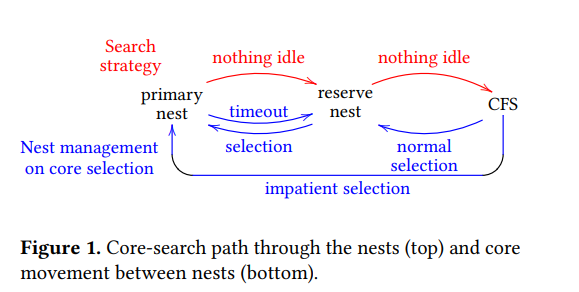 Search
strategy
nothing idle
nothing idle
primary
nest
timeout
reserve
nest
CFS
Nest management
on core selection
selection
normal
selection
impatient selection
Figure 1. Core-search path through the nests (top) and core
movement between nests (bottom).